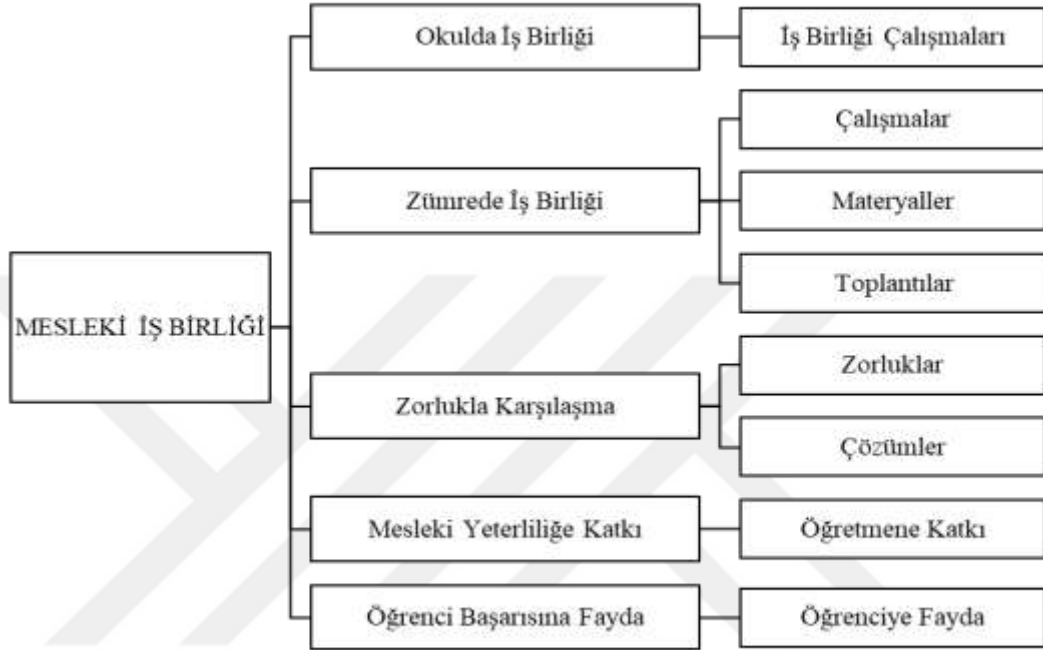 Okulda İş Birliği
İş Birliği Çalışmaları
Zümrede İş Birliği
Çalışmalar
Materyaller
Toplantılar
MESLEKİ İŞ BİRLİĞİ
Zorlukla Karşılaşma
Zorluklar
Çözümler
Mesleki Yeterliliğe Katkı
Öğretmene Katkı
Öğrenci Başarısına Fayda
Öğrenciye Fayda